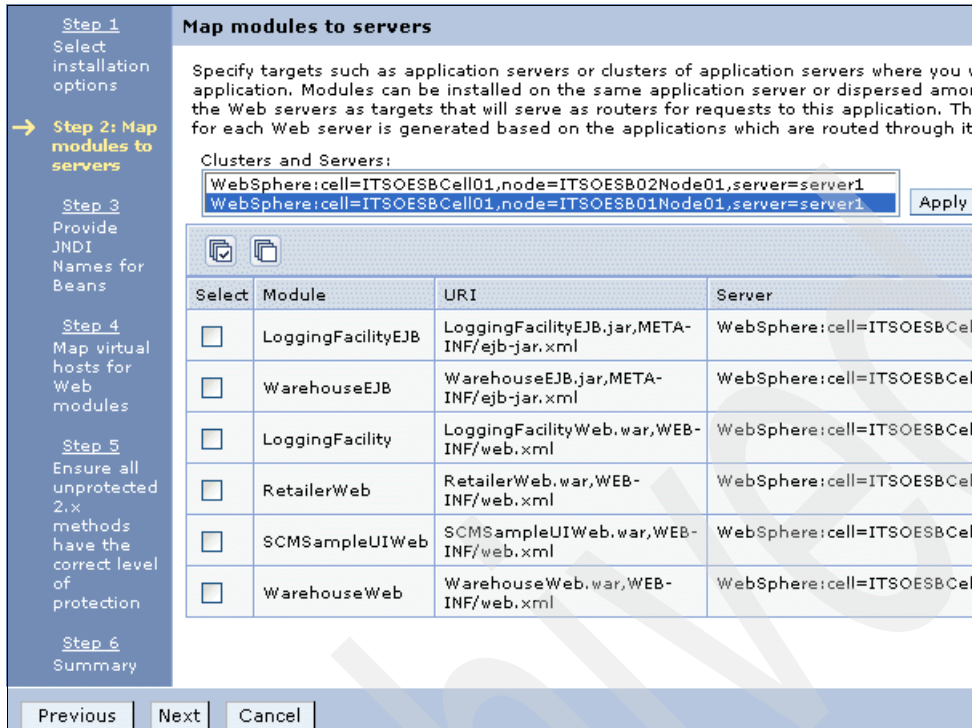 Step 1
Select
installation
options
Step 2: Map
modules to
servers
Step 3
Provide
JNDI
Names for
Beans
Step 4
Map virtual
hosts for
Web
modules
Step 5
Ensure all
unprotected
2.x
methods
have the
correct level
of
protection
Step 6
Summary
Map modules to servers
Specify targets such as application servers or clusters of application servers where you
application. Modules can be installed on the same application server or dispersed amo
the Web servers as targets that will serve as routers for requests to this application. Th
for each Web server is generated based on the applications which are routed through it
Clusters and Servers:
WebSphere:cell=ITSOESBCell01,node=ITSOESB02Node01,server=server1
WebSphere:cell=ITSOESBCell01,node=ITSOESB01Node01,server=server1
Apply
Select Module URI Server
LoggingFacilityEJB LoggingFacilityEJB.jar,META- WebSphere:cell=ITSOESBCel
INF/ejb-jar.xml
WarehouseEJB WarehouseEJB.jar,META- WebSphere:cell=ITSOESBCel
INF/ejb-jar.xml
LoggingFacility LoggingFacilityWeb.war,WEB- WebSphere:cell=ITSOESBCel
INF/web.xml
RetailerWeb RetailerWeb.war,WEB- WebSphere:cell=ITSOESBCel
INF/web.xml
SCMSampleUIWeb SCMSampleUIWeb.war,WEB- WebSphere:cell=ITSOESBCel
INF/web.xml
WarehouseWeb WarehouseWeb.war,WEB- WebSphere:cell=ITSOESBCel
INF/web.xml
Previous Next Cancel